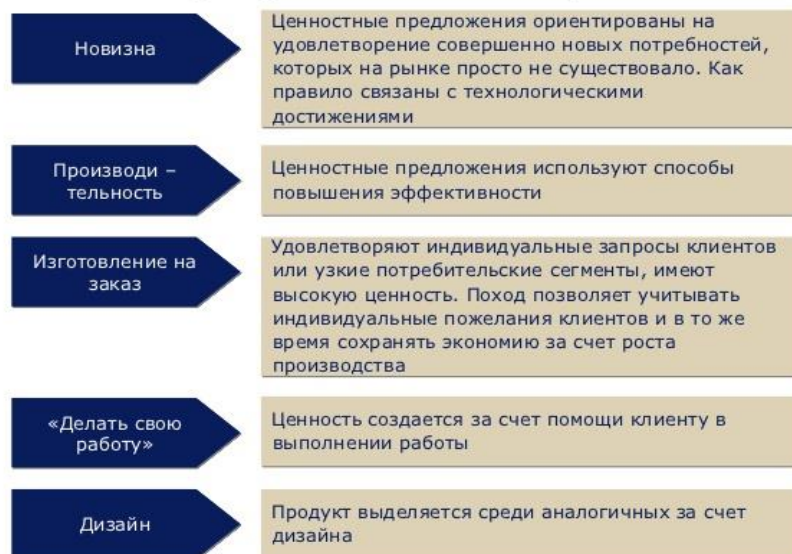 Новизна
Ценностные предложения ориентированы на
удовлетворение совершенно новых потребностей,
которых на рынке просто не существовало. Как
правило связаны с технологическими
достижениями
Производи –
тельность
Ценностные предложения используют способы
повышения эффективности
Изготовление на
заказ
Удовлетворяют индивидуальные запросы клиентов
или узкие потребительские сегменты, имеют
высокую ценность. Поход позволяет учитывать
индивидуальные пожелания клиентов и в то же
время сохранять экономию за счет роста
производства
«Делать свою
работу»
Ценность создается за счет помощи клиенту в
выполнении работы
Дизайн
Продукт выделяется среди аналогичных за счет
дизайна